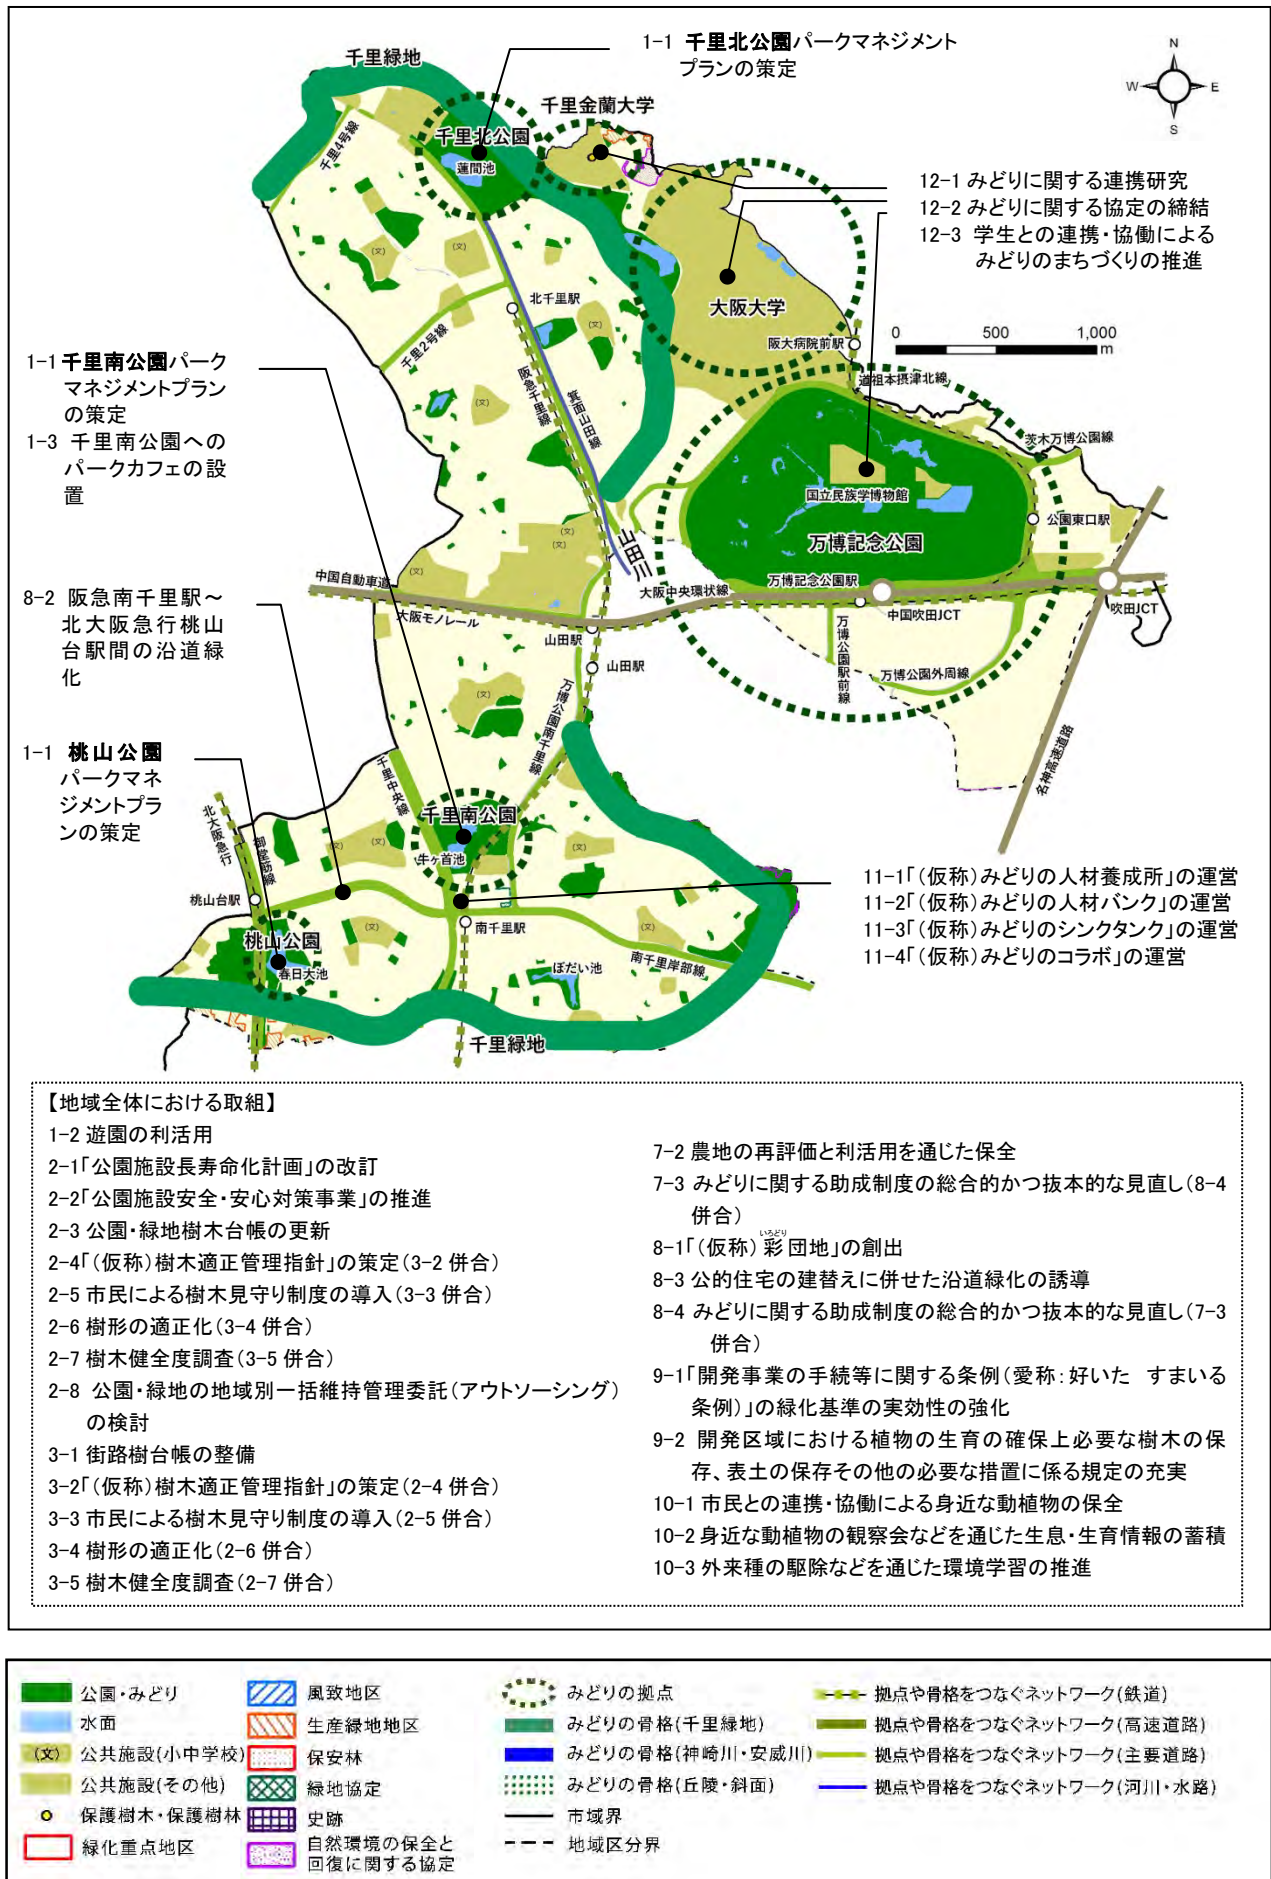 千里緑地
1-1 千里北公園パークマネジメント
プランの策定
N
W
E
S
千里金蘭大学
千里北公園
蓮間池
千里4号線
12-1 みどりに関する連携研究
12-2 みどりに関する協定の締結
12-3 学生との連携・協働による
みどりのまちづくりの推進
(文)
(文)
北千里駅
大阪大学
(文)
千里2号線
阪大病院前駅
0 500 1,000
m
道祖本摂津北線
1-1 千里南公園パーク
マネジメントプラン
の策定
1-3 千里南公園への
パークカフェの設
置
阪急千里線
箕面山田線
(文)
茨木万博公園線
国立民族学博物館
公園東口駅
万博記念公園
山田川
(文)
(文)
(文)
中国自動車道
大阪モノレール
大阪中央環状線
万博記念公園駅
中国吹田JCT
吹田JCT
8-2 阪急南千里駅～
北大阪急行桃山
台駅間の沿道緑
化
山田駅
山田駅
万博公園駅前線
万博公園外周線
名神高速道路
(文)
万博公園南千里線
1-1 桃山公園
パークマネ
ジメントプラ
ンの策定
千里中央線
北大阪急行
御堂筋線
千里南公園
牛ヶ首池
(文)
(文)
(文)
桃山台駅
11-1「(仮称)みどりの人材養成所」の運営
11-2「(仮称)みどりの人材バンク」の運営
11-3「(仮称)みどりのシンクタンク」の運営
11-4「(仮称)みどりのコラボ」の運営
南千里駅
(文)
(文)
桃山公園
春日大池
ぼだい池
南千里岸部線
千里緑地
【地域全体における取組】
1-2 遊園の利活用
2-1「公園施設長寿命化計画」の改訂
2-2「公園施設安全・安心対策事業」の推進
2-3 公園・緑地樹木台帳の更新
2-4「(仮称)樹木適正管理指針」の策定(3-2 併合)
2-5 市民による樹木見守り制度の導入(3-3 併合)
2-6 樹形の適正化(3-4 併合)
2-7 樹木健全度調査(3-5 併合)
2-8 公園・緑地の地域別一括維持管理委託(アウトソーシング)
の検討
3-1 街路樹台帳の整備
3-2「(仮称)樹木適正管理指針」の策定(2-4 併合)
3-3 市民による樹木見守り制度の導入(2-5 併合)
3-4 樹形の適正化(2-6 併合)
3-5 樹木健全度調査(2-7 併合)
7-2 農地の再評価と利活用を通じた保全
7-3 みどりに関する助成制度の総合的かつ抜本的な見直し(8-4
併合)
いろどり
8-1「(仮称)彩団地」の創出
8-3 公的住宅の建替えに併せた沿道緑化の誘導
8-4 みどりに関する助成制度の総合的かつ抜本的な見直し(7-3
併合)
9-1「開発事業の手続等に関する条例(愛称:好いた すまいる
条例)」の緑化基準の実効性の強化
9-2 開発区域における植物の生育の確保上必要な樹木の保
存、表土の保存その他の必要な措置に係る規定の充実
10-1 市民との連携・協働による身近な動植物の保全
10-2 身近な動植物の観察会などを通じた生息・生育情報の蓄積
10-3 外来種の駆除などを通じた環境学習の推進
公園・みどり
水面
(文) 公共施設(小中学校)
公共施設(その他)
保護樹木・保護樹林
緑化重点地区
風致地区
生産緑地地区
保安林
緑地協定
史跡
自然環境の保全と
回復に関する協定
みどりの拠点
みどりの骨格(千里緑地)
みどりの骨格(神崎川・安威川)
みどりの骨格(丘陵・斜面)
市域界
地域区分界
拠点や骨格をつなぐネットワーク(鉄道)
拠点や骨格をつなぐネットワーク(高速道路)
拠点や骨格をつなぐネットワーク(主要道路)
拠点や骨格をつなぐネットワーク(河川・水路)